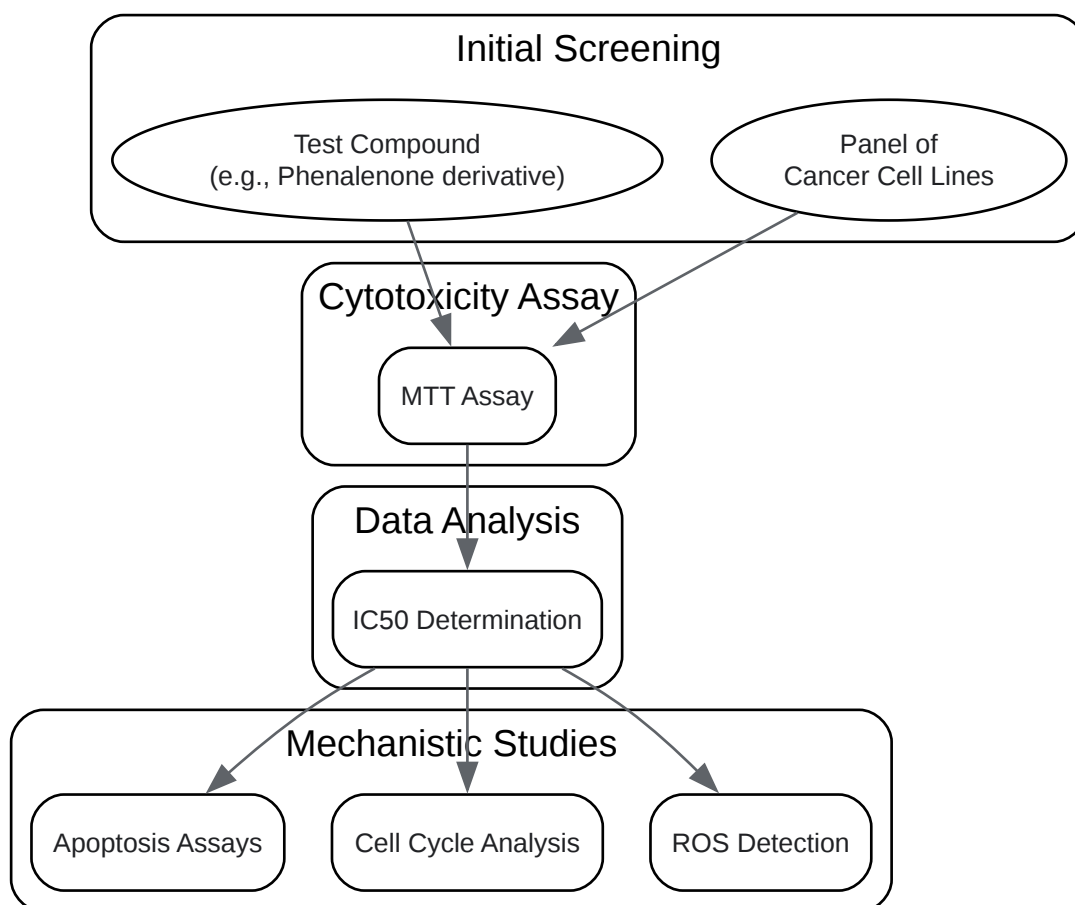 Initial Screening
Test Compound
(e.g., Phenalenone derivative)
Panel of
Cancer Cell Lines
Cytotoxicity Assay
MTT Assay
Data Analysis
IC50 Determination
Mechanistic Studies
Apoptosis Assays
Cell Cycle Analysis
ROS Detection